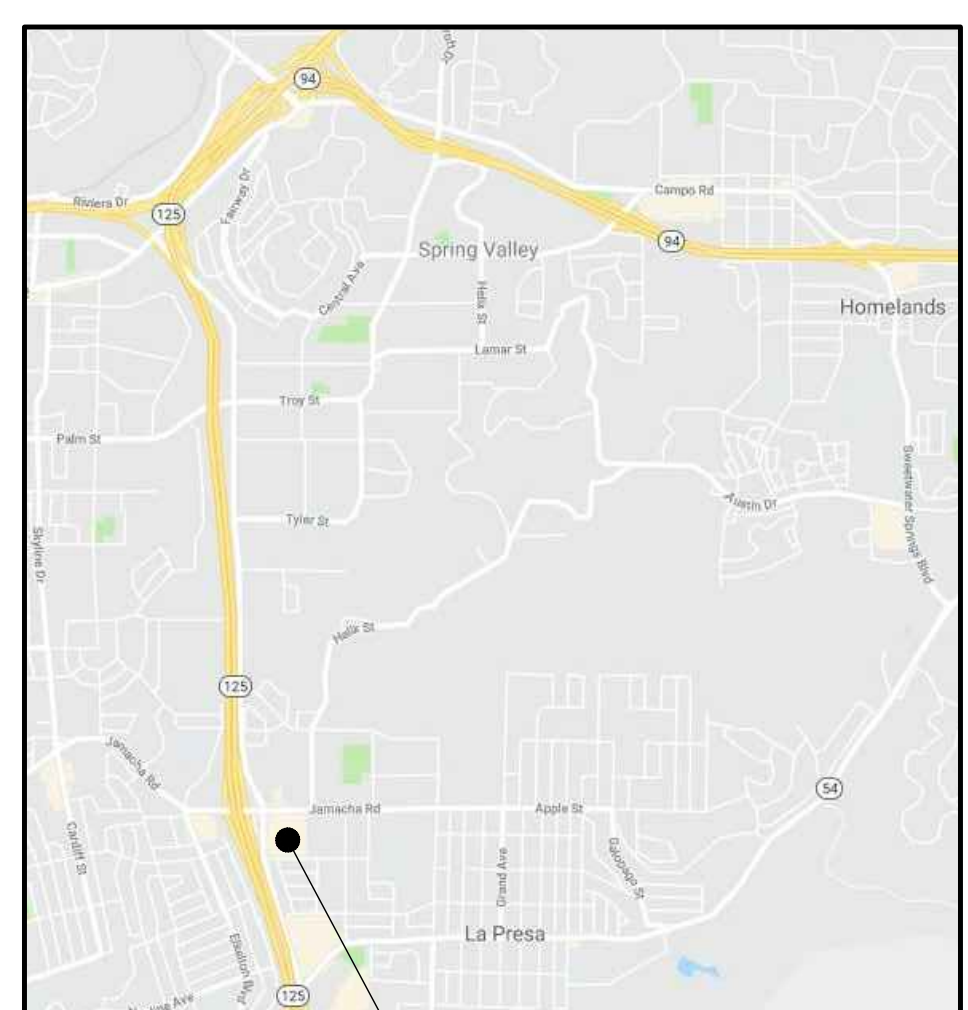 94
Riviera Dr
125
Fairway Dr
Campo Rd
94
Spring Valley
Central Ave
Helix St
Homelands
Lamar St
Troy St
Palm St
Sweetwater Springs Blvd
Austin Dr
Tyler St
Skyline Dr
Helix St
125
Jamacha Rd
54
Jamacha Rd
Apple St
Cardiff St
Grand Ave
Galopago St
La Presa
Elkelton Blvd
125
Ave